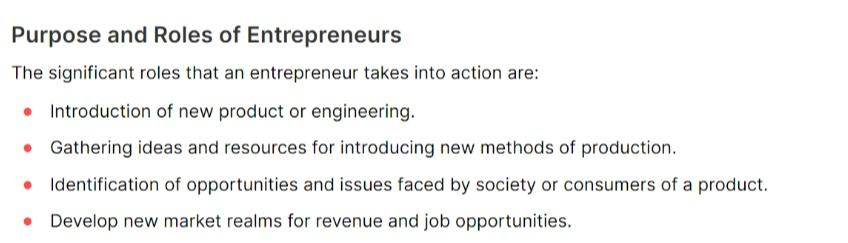 Purpose and Roles of Entrepreneurs
The significant roles that an entrepreneur takes into action are:
• Introduction of new product or engineering.
• Gathering ideas and resources for introducing new methods of production.
• Identification of opportunities and issues faced by society or consumers of a product.
• Develop new market realms for revenue and job opportunities.